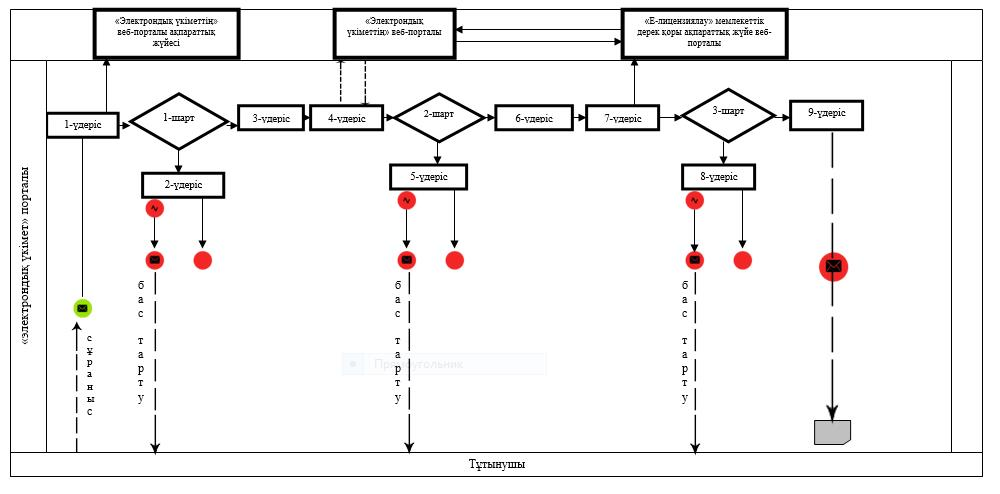 «Электрондық үкіметтің»
веб-порталы ақпараттық
жүйесі
«Электрондық
үкіметтің» веб-порталы
«Е-лицензиялау» мемлекеттік
дерек қоры ақпараттық жүйе веб-
порталы
«электрондық үкімет» порталы
1-үдеріс
1-шарт
3-үдеріс
4-үдеріс
2-шарт
6-үдеріс
7-үдеріс
3-шарт
9-үдеріс
2-үдеріс
5-үдеріс
8-үдеріс
сұраныс
бас тарту
бас тарту
бас тарту
Прямоугольник
Тұтынушы